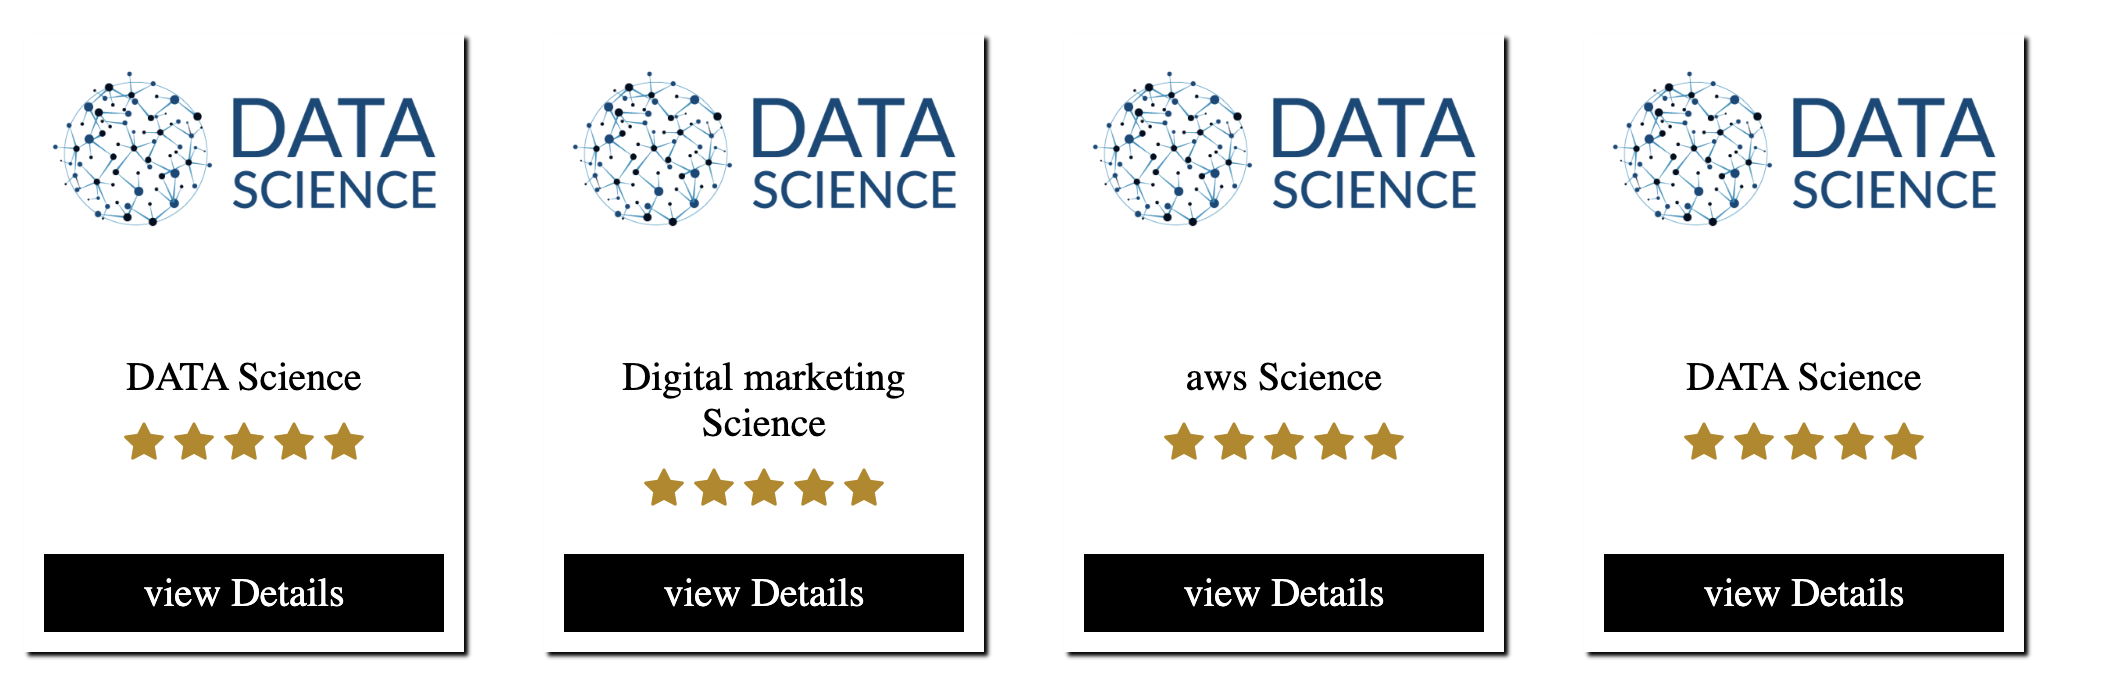 DATA
SCIENCE
DATA Science
view Details
DATA
SCIENCE
Digital marketing
Science
view Details
DATA
SCIENCE
aws Science
view Details
DATA
SCIENCE
DATA Science
view Details